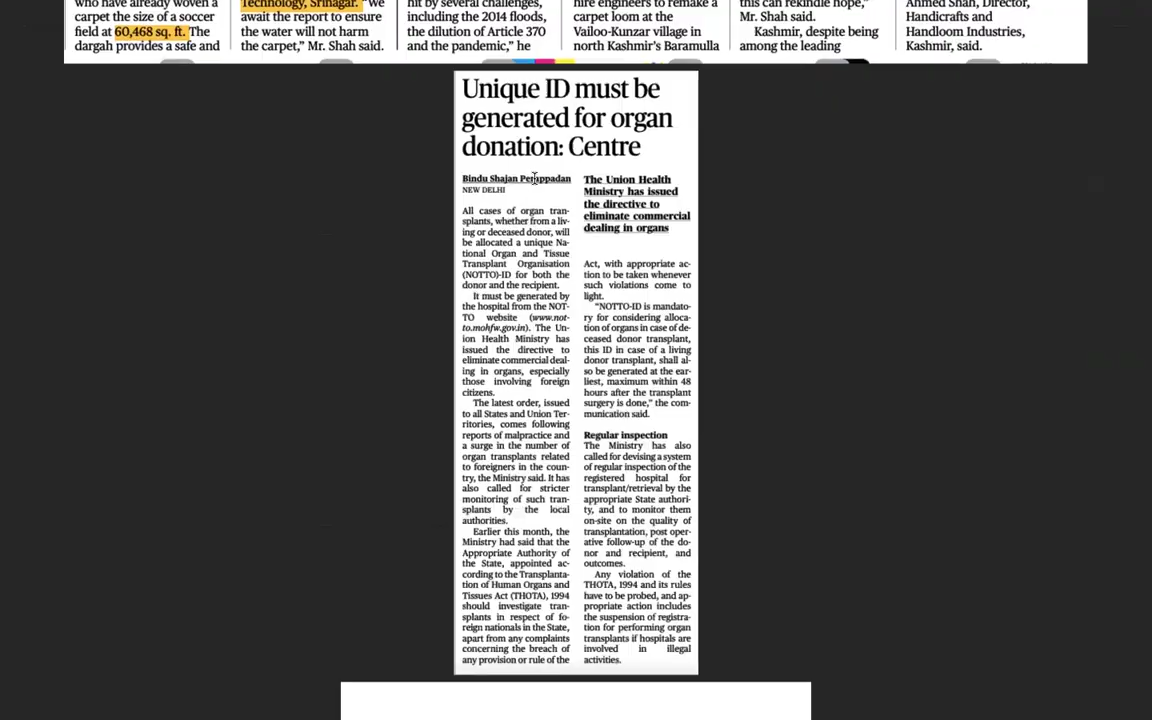 who have already woven a
carpet the size of a soccer
field at 60,468 sq. ft. The
dargah provides a safe and
Technology, Srinagar. "We
await the report to ensure
the water will not harm
the carpet," Mr. Shah said.
hit by several challenges,
including the 2014 floods,
the dilution of Article 370
and the pandemic," he
hire engineers to remake a
carpet loom at the
Vailoo-Kunzar village in
north Kashmir's Baramulla
this can rekindle hope,"
Mr. Shah said.
Kashmir, despite being
among the leading
Ahmed Shah, Director,
Handicrafts and
Handloom Industries,
Kashmir, said.
Unique ID must be
generated for organ
donation: Centre
Bindu Shajan Perappadan
NEW DELHI
All cases of organ tran-
splants, whether from a liv-
ing or deceased donor, will
be allocated a unique Na-
tional Organ and Tissue
Transplant Organisation
(NOTTO)-ID for both the
donor and the recipient.
It must be generated by
the hospital from the NOT-
TO website (www.not-
to.mohfw.gov.in). The Un-
ion Health Ministry has
issued the directive to
eliminate commercial deal-
ing in organs, especially
those involving foreign
citizens.
The latest order, issued
to all States and Union Ter-
ritories, comes following
reports of malpractice and
a surge in the number of
organ transplants related
to foreigners in the coun-
try, the Ministry said. It has
also called for stricter
monitoring of such tran-
splants by the local
authorities.
Earlier this month, the
Ministry had said that the
Appropriate Authority of
the State, appointed ac-
cording to the Transplanta-
tion of Human Organs and
Tissues Act (THOTA), 1994
should investigate tran-
splants in respect of fo-
reign nationals in the State,
apart from any complaints
concerning the breach of
any provision or rule of the
The Union Health
Ministry has issued
the directive to
eliminate commercial
dealing in organs
Act, with appropriate ac-
tion to be taken whenever
such violations come to
light.
"NOTTO-ID is mandato-
ry for considering alloca-
tion of organs in case of de-
ceased donor transplant,
this ID in case of a living
donor transplant, shall al-
so be generated at the ear-
liest, maximum within 48
hours after the transplant
surgery is done," the com-
munication said.
Regular inspection
The Ministry has also
called for devising a system
of regular inspection of the
registered hospital for
transplant/retrieval by the
appropriate State authori-
ty, and to monitor them
on-site on the quality of
transplantation, post oper-
ative follow-up of the do-
nor and recipient, and
outcomes.
Any violation of the
THOTA, 1994 and its rules
have to be probed, and ap-
propriate action includes
the suspension of registra-
tion for performing organ
transplants if hospitals are
involved in illegal
activities.